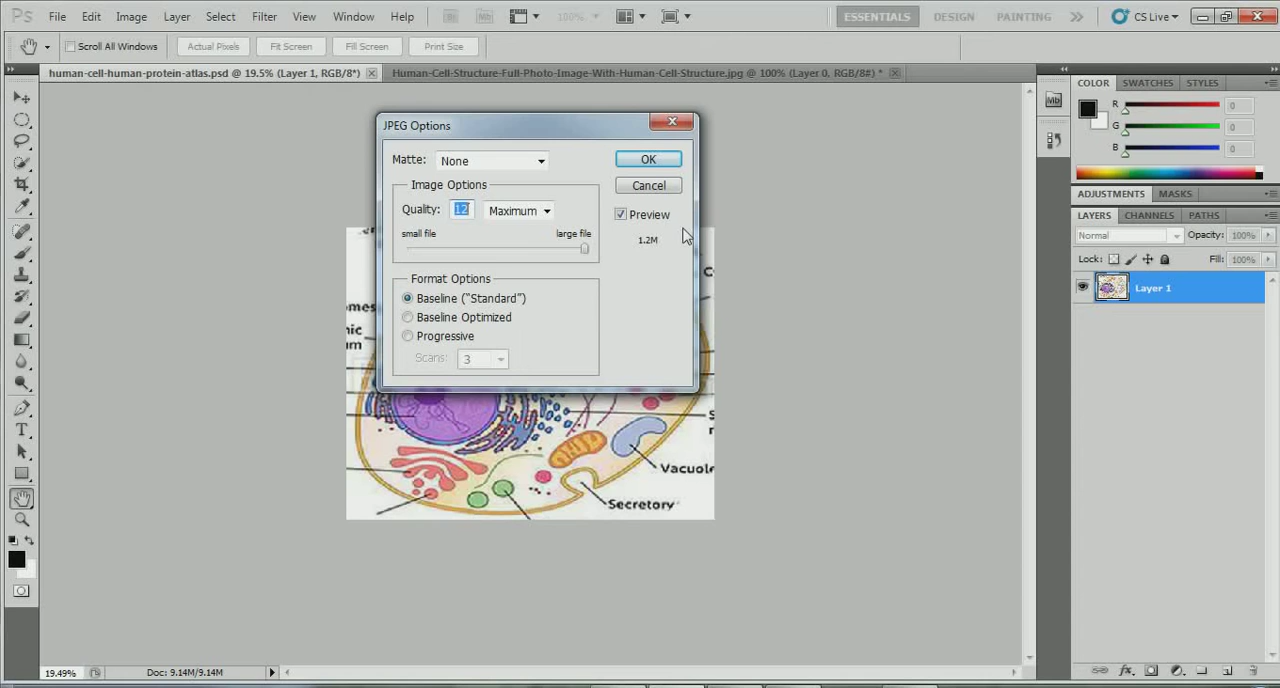 Ps File Edit Image Layer Select Filter View Window Help Br Mb 100% ESSENTIALS DESIGN PAINTING CS Live
Scroll All Windows Actual Pixels Fit Screen Fill Screen Print Size
human-cell-human-protein-atlas.psd @ 19.5% (Layer 1, RGB/8*) Human-Cell-Structure-Full-Photo-Image-With-Human-Cell-Structure.jpg @ 100% (Layer 0, RGB/8#) *
JPEG Options
Matte: None OK
Image Options Cancel
Quality: 12 Maximum Preview
small file large file 1.2M
Format Options
Baseline ("Standard")
Baseline Optimized
Progressive
Scans: 3
Vacuole
Secretory
Mb
COLOR SWATCHES STYLES
R 0
G 0
B 0
ADJUSTMENTS MASKS
LAYERS CHANNELS PATHS
Normal Opacity: 100%
Lock: Fill: 100%
Layer 1
19.49% Doc: 9.14M/9.14M